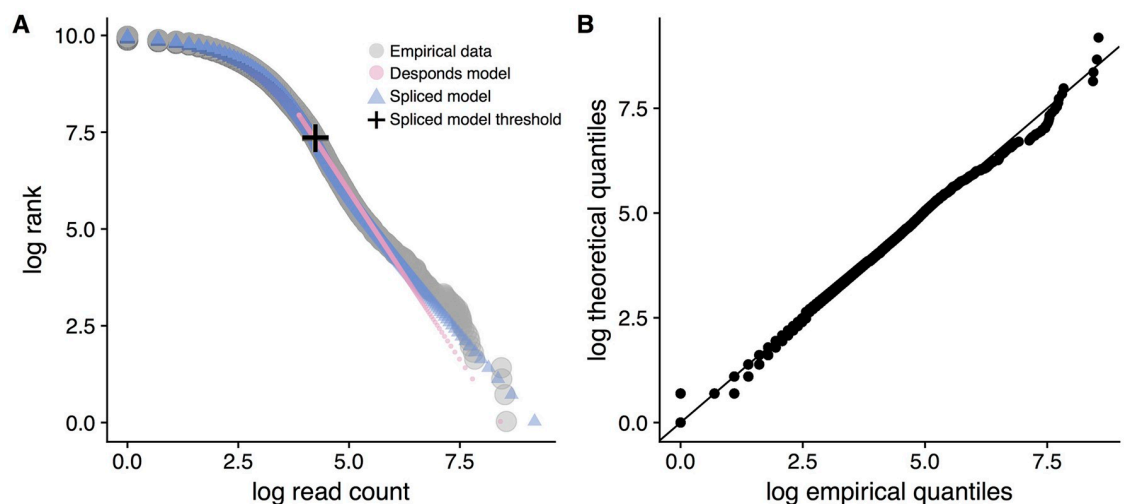 A
10.0
7.5
5.0
2.5
0.0
log rank
Empirical data
Desponds model
Spliced model
Spliced model threshold
0.0 2.5 5.0 7.5
log read count
B
7.5
5.0
2.5
0.0
log theoretical quantiles
0.0 2.5 5.0 7.5
log empirical quantiles